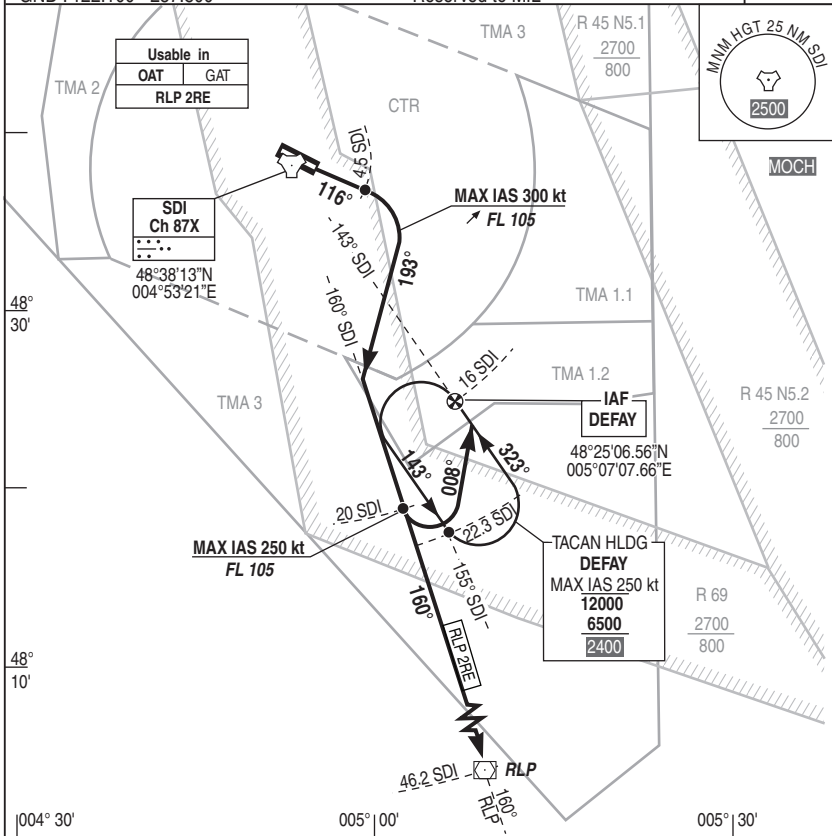 TMA 3
R 45 N5.1
2700
800
MNM HGT 25 NM SDI
2500
Usable in
OAT GAT
RLP 2RE
TMA 2
CTR
MOCH
4.5 SDI
116°
MAX IAS 300 kt
FL 105
SDI
Ch 87X
48°38'13"N
004°53'21"E
143° SDI
193°
160° SDI
48°
30'
TMA 1.1
TMA 1.2
16 SDI
IAF
DEFAY
48°25'06.56"N
005°07'07.66"E
R 45 N5.2
2700
800
TMA 3
143°
008°
323°
20 SDI
22.3 SDI
MAX IAS 250 kt
FL 105
155° SDI
160°
TACAN HLDG
DEFAY
MAX IAS 250 kt
12000
6500
2400
R 69
2700
800
RLP 2RE
48°
10'
46.2 SDI
RLP
160°
RLP
004° 30'
005° 00'
005° 30'